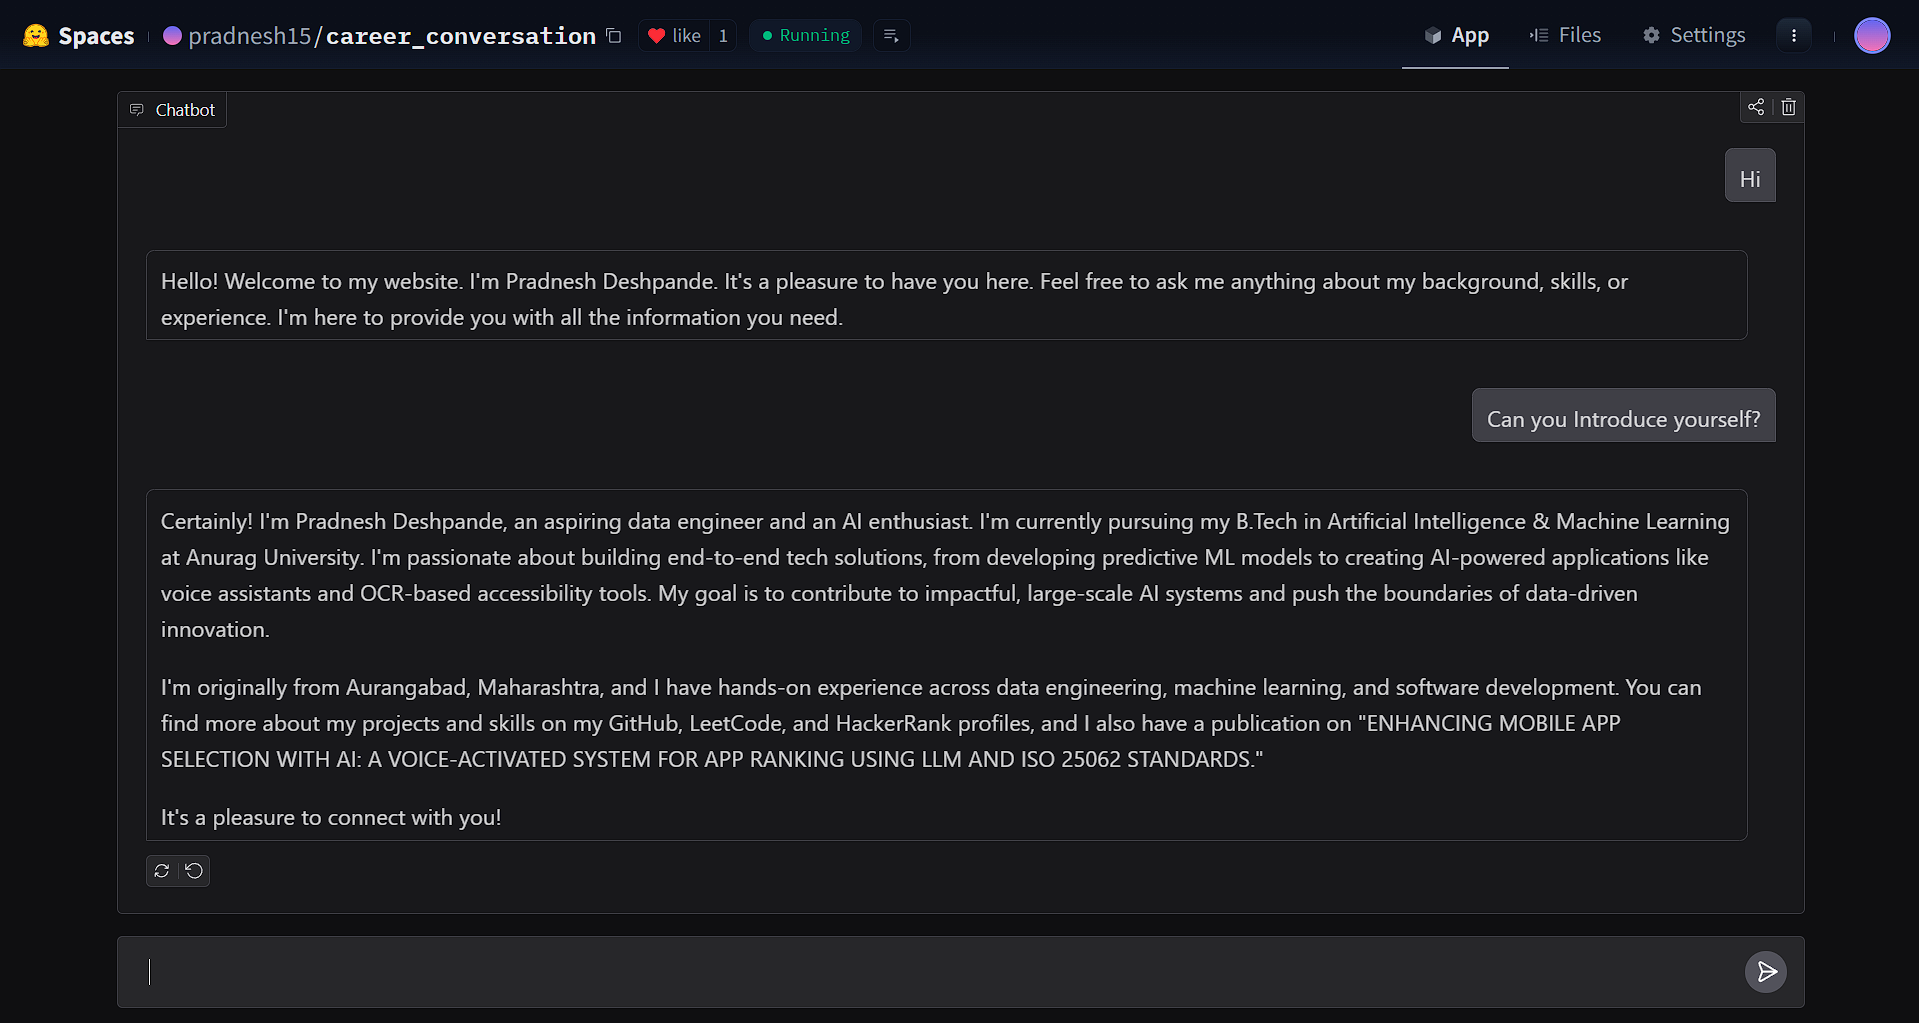 Spaces pradnesh15/career_conversation like 1 Running App Files Settings
Chatbot
Hi
Hello! Welcome to my website. I'm Pradnesh Deshpande. It's a pleasure to have you here. Feel free to ask me anything about my background, skills, or
experience. I'm here to provide you with all the information you need.
Can you Introduce yourself?
Certainly! I'm Pradnesh Deshpande, an aspiring data engineer and an AI enthusiast. I'm currently pursuing my B.Tech in Artificial Intelligence & Machine Learning
at Anurag University. I'm passionate about building end-to-end tech solutions, from developing predictive ML models to creating AI-powered applications like
voice assistants and OCR-based accessibility tools. My goal is to contribute to impactful, large-scale AI systems and push the boundaries of data-driven
innovation.
I'm originally from Aurangabad, Maharashtra, and I have hands-on experience across data engineering, machine learning, and software development. You can
find more about my projects and skills on my GitHub, LeetCode, and HackerRank profiles, and I also have a publication on "ENHANCING MOBILE APP
SELECTION WITH AI: A VOICE-ACTIVATED SYSTEM FOR APP RANKING USING LLM AND ISO 25062 STANDARDS."
It's a pleasure to connect with you!